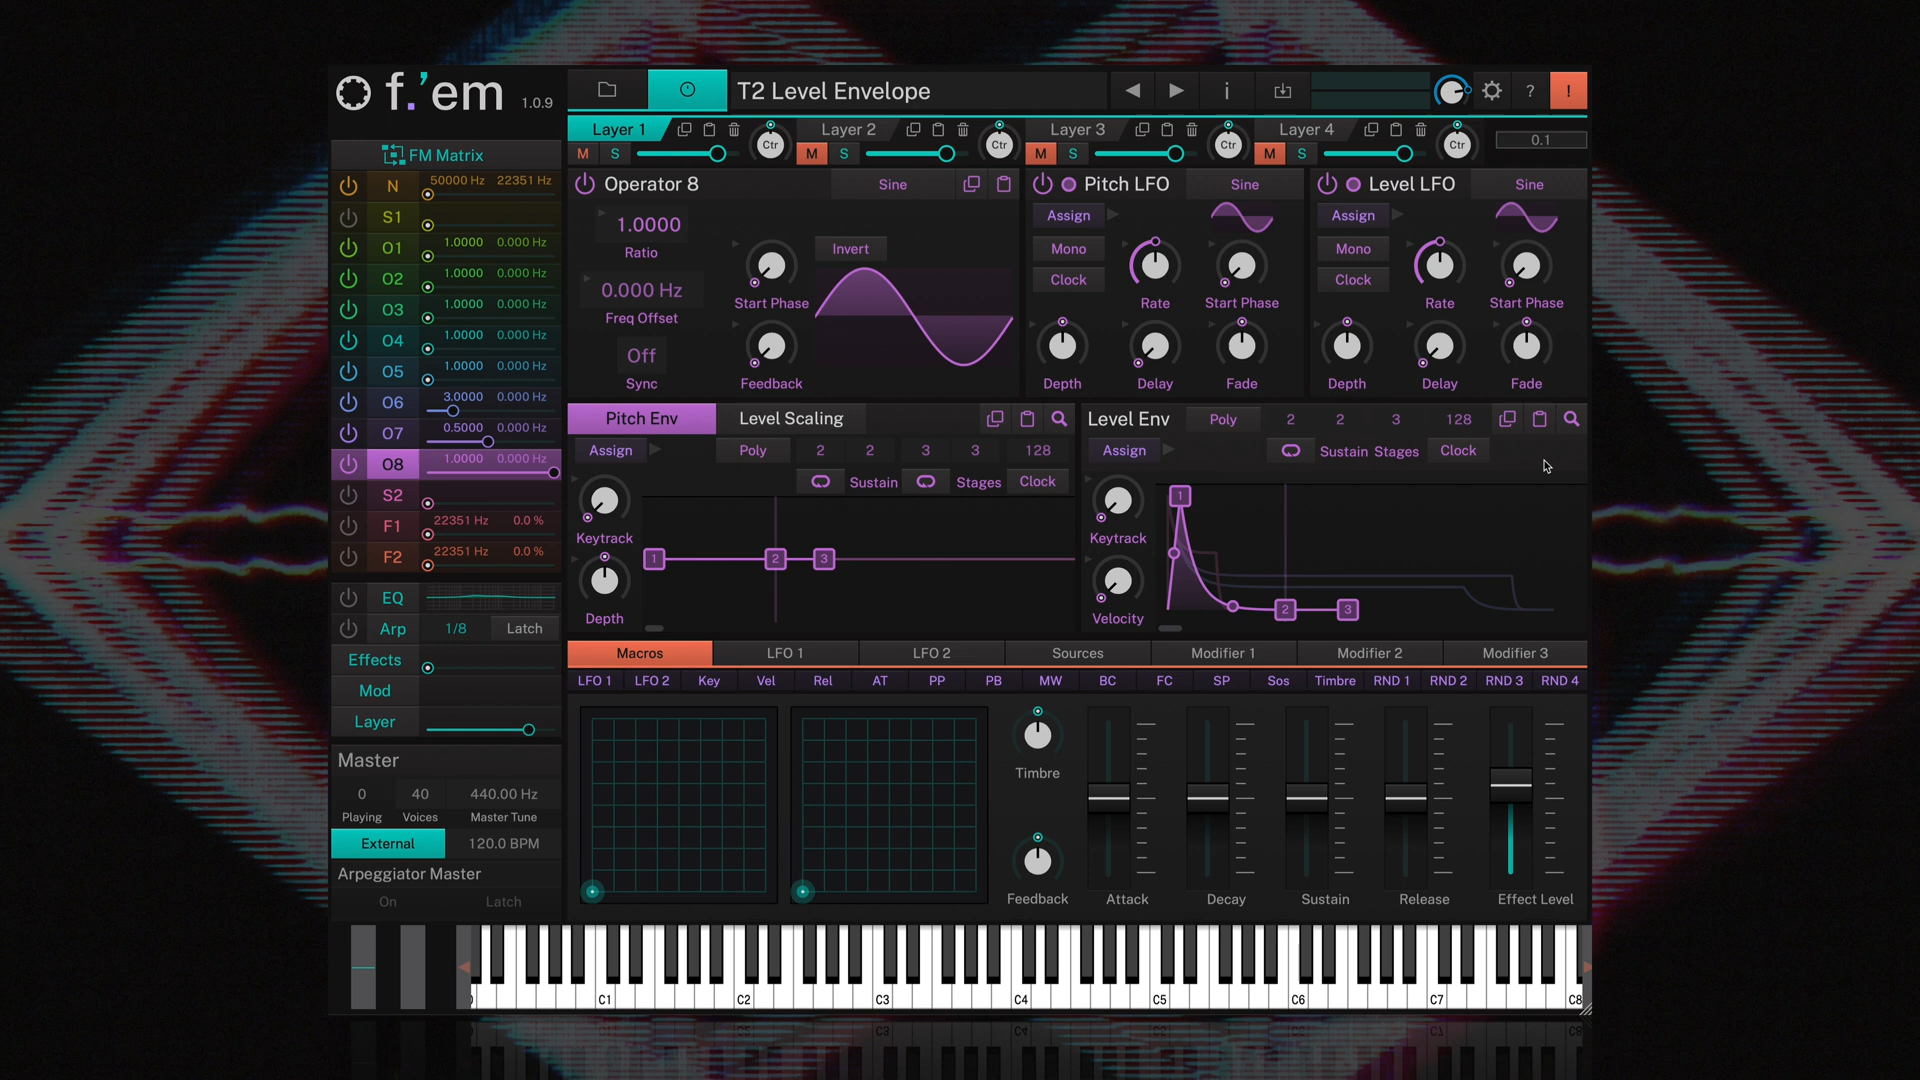 f.'em 1.0.9
T2 Level Envelope
i
?
!
Layer 1
Layer 2
Layer 3
Layer 4
M S Ctr M S Ctr M S Ctr M S Ctr
0.1
FM Matrix
N 50000 Hz 22351 Hz
S1
O1 1.0000 0.000 Hz
O2 1.0000 0.000 Hz
O3 1.0000 0.000 Hz
O4 1.0000 0.000 Hz
O5 1.0000 0.000 Hz
O6 3.0000 0.000 Hz
O7 0.5000 0.000 Hz
O8 1.0000 0.000 Hz
S2
F1 22351 Hz 0.0 %
F2 22351 Hz 0.0 %
EQ
Arp 1/8 Latch
Effects
Mod
Layer
Master
0 40 440.00 Hz
Playing Voices Master Tune
External 120.0 BPM
Arpeggiator Master
On Latch
Operator 8 Sine
1.0000
Ratio
0.000 Hz
Freq Offset
Off
Sync
Start Phase
Feedback
Invert
Pitch LFO Sine
Assign
Mono
Clock
Rate Start Phase
Depth Delay Fade
Level LFO Sine
Assign
Mono
Clock
Rate Start Phase
Depth Delay Fade
Pitch Env Level Scaling
Assign Poly 2 2 3 3 128
Sustain Stages Clock
Keytrack
Depth
1 2 3
Level Env Poly 2 2 3 128
Assign Sustain Stages Clock
Keytrack
Velocity
1
2 3
Macros LFO 1 LFO 2 Sources Modifier 1 Modifier 2 Modifier 3
LFO 1 LFO 2 Key Vel Rel AT PP PB MW BC FC SP Sos Timbre RND 1 RND 2 RND 3 RND 4
Timbre
Feedback Attack Decay Sustain Release Effect Level
C1 C2 C3 C4 C5 C6 C7 C8